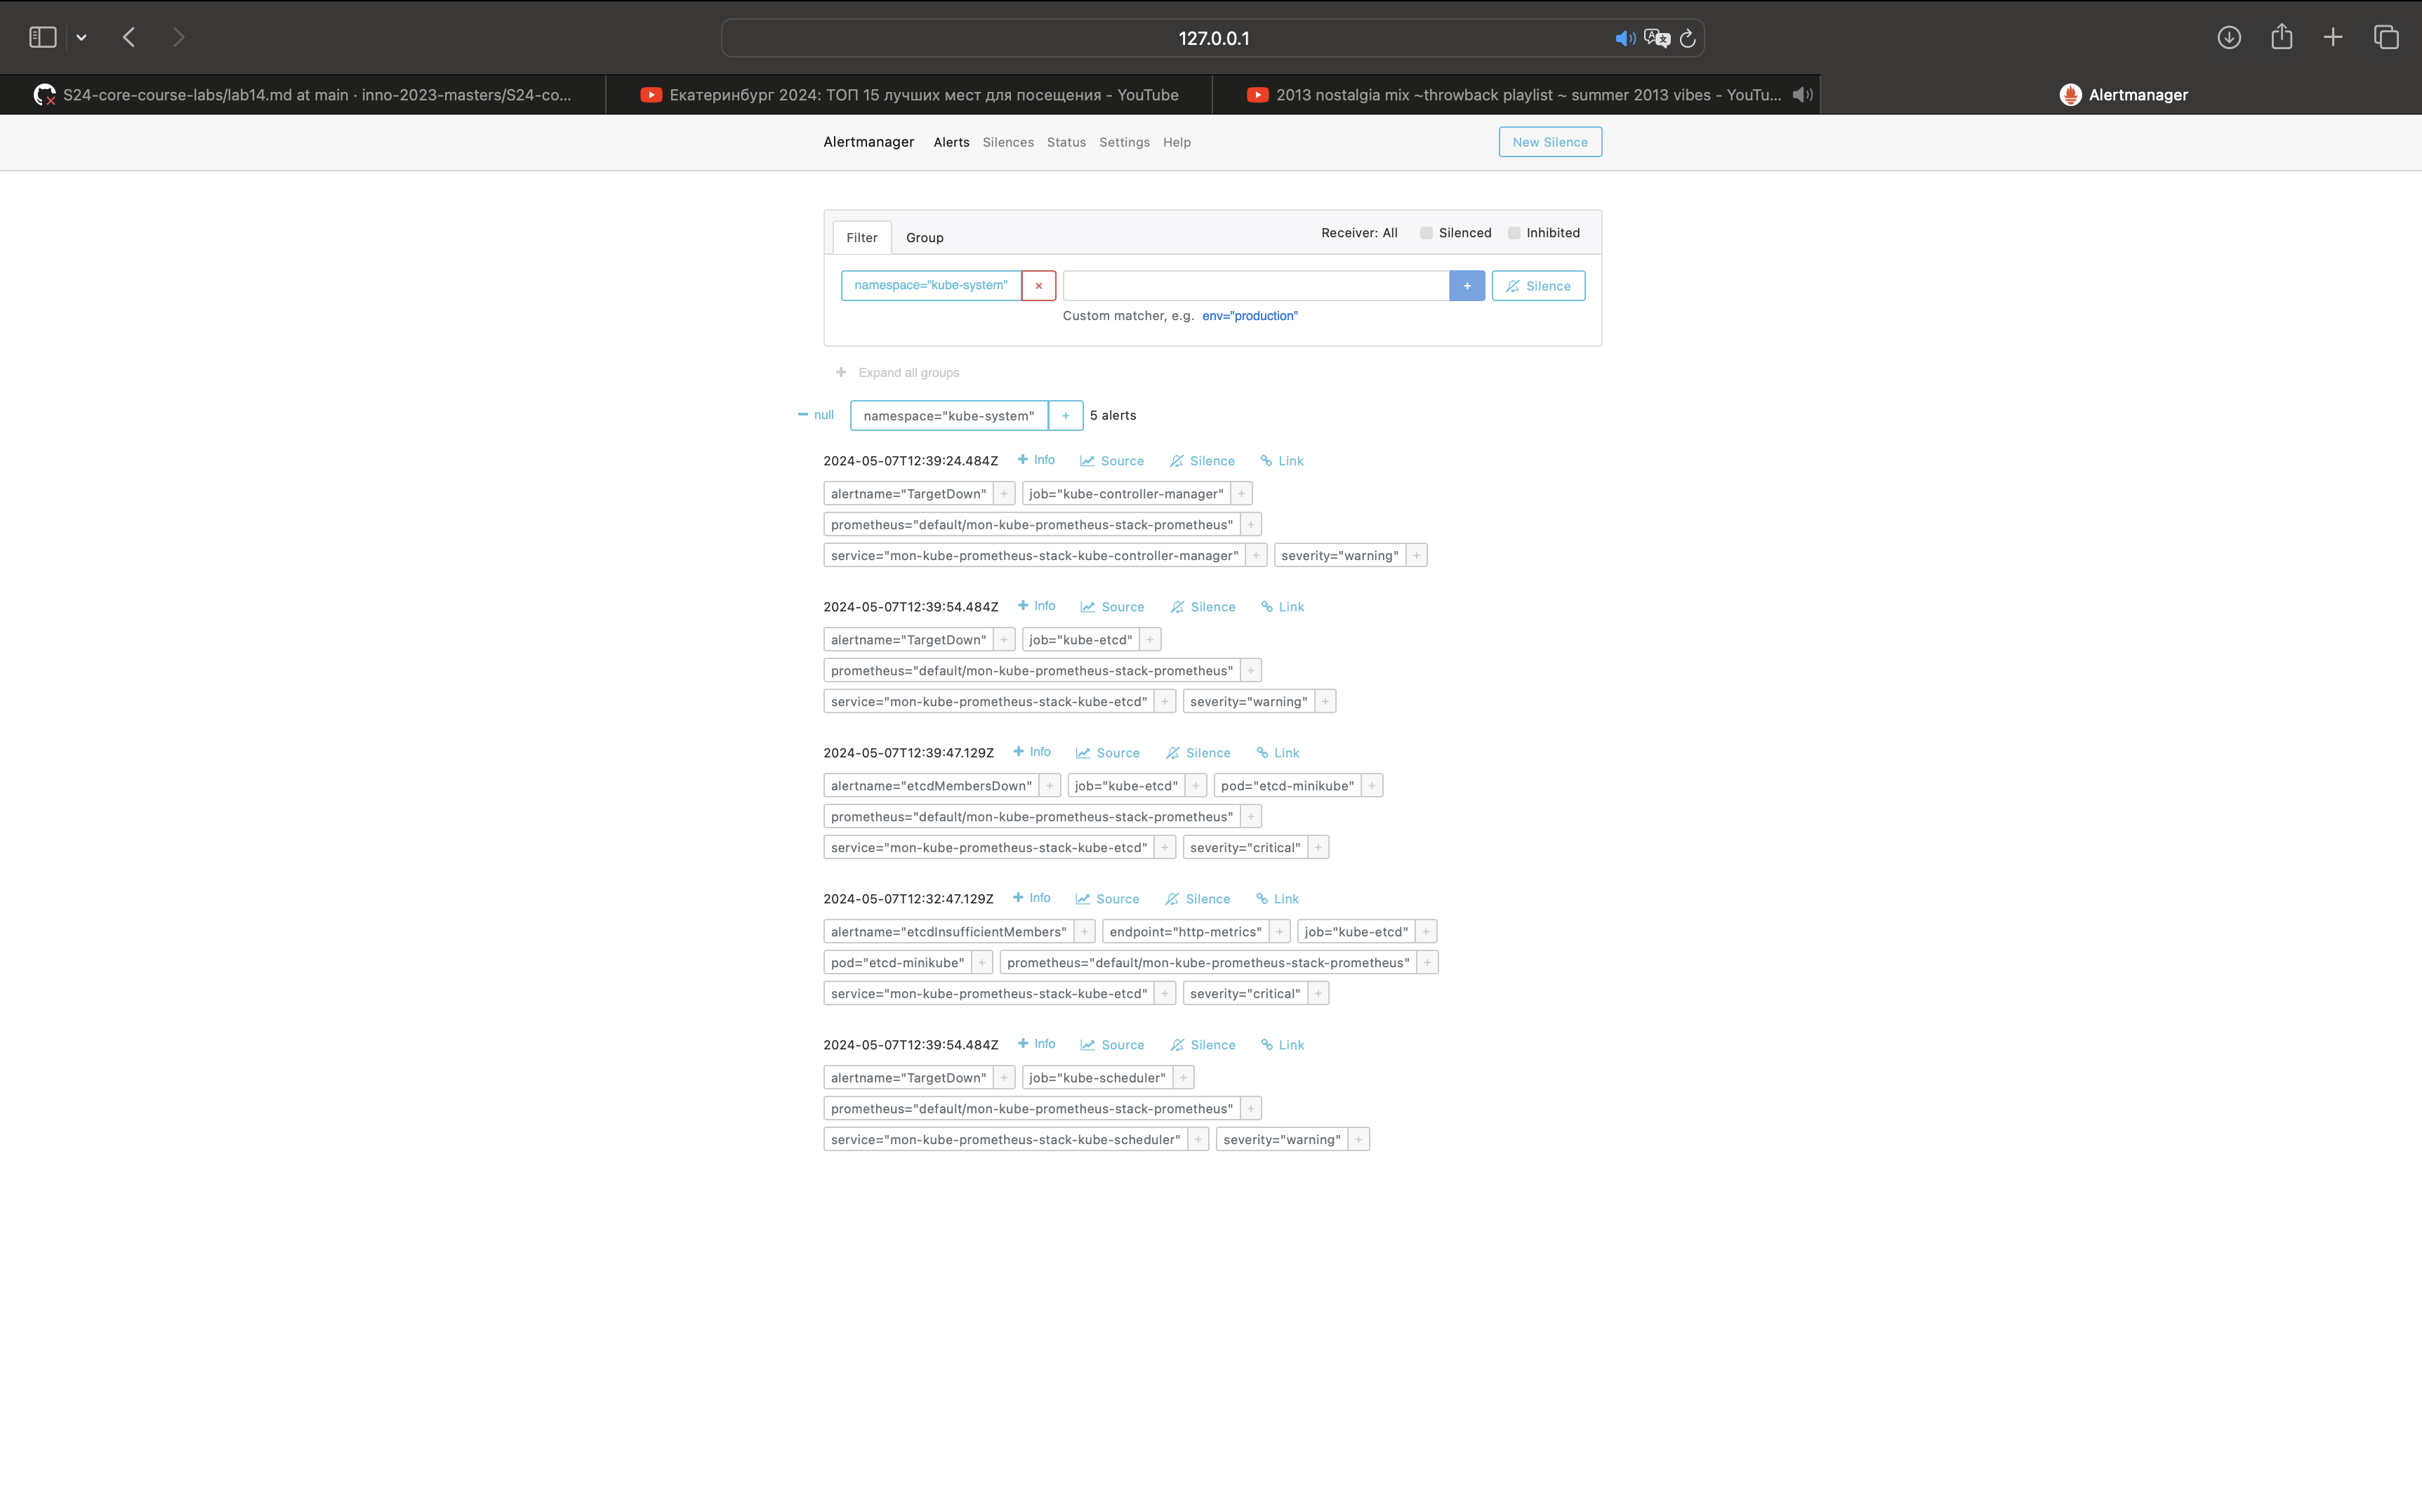 127.0.0.1
S24-core-course-labs/lab14.md at main · inno-2023-masters/S24-co...
Екатеринбург 2024: ТОП 15 лучших мест для посещения - YouTube
2013 nostalgia mix ~throwback playlist ~ summer 2013 vibes - YouTu...
Alertmanager
Alertmanager Alerts Silences Status Settings Help New Silence
Filter Group Receiver: All Silenced Inhibited
namespace="kube-system" × + Silence
Custom matcher, e.g. env="production"
+ Expand all groups
− null namespace="kube-system" + 5 alerts
2024-05-07T12:39:24.484Z + Info Source Silence Link
alertname="TargetDown" + job="kube-controller-manager" +
prometheus="default/mon-kube-prometheus-stack-prometheus" +
service="mon-kube-prometheus-stack-kube-controller-manager" + severity="warning" +
2024-05-07T12:39:54.484Z + Info Source Silence Link
alertname="TargetDown" + job="kube-etcd" +
prometheus="default/mon-kube-prometheus-stack-prometheus" +
service="mon-kube-prometheus-stack-kube-etcd" + severity="warning" +
2024-05-07T12:39:47.129Z + Info Source Silence Link
alertname="etcdMembersDown" + job="kube-etcd" + pod="etcd-minikube" +
prometheus="default/mon-kube-prometheus-stack-prometheus" +
service="mon-kube-prometheus-stack-kube-etcd" + severity="critical" +
2024-05-07T12:32:47.129Z + Info Source Silence Link
alertname="etcdInsufficientMembers" + endpoint="http-metrics" + job="kube-etcd" +
pod="etcd-minikube" + prometheus="default/mon-kube-prometheus-stack-prometheus" +
service="mon-kube-prometheus-stack-kube-etcd" + severity="critical" +
2024-05-07T12:39:54.484Z + Info Source Silence Link
alertname="TargetDown" + job="kube-scheduler" +
prometheus="default/mon-kube-prometheus-stack-prometheus" +
service="mon-kube-prometheus-stack-kube-scheduler" + severity="warning" +